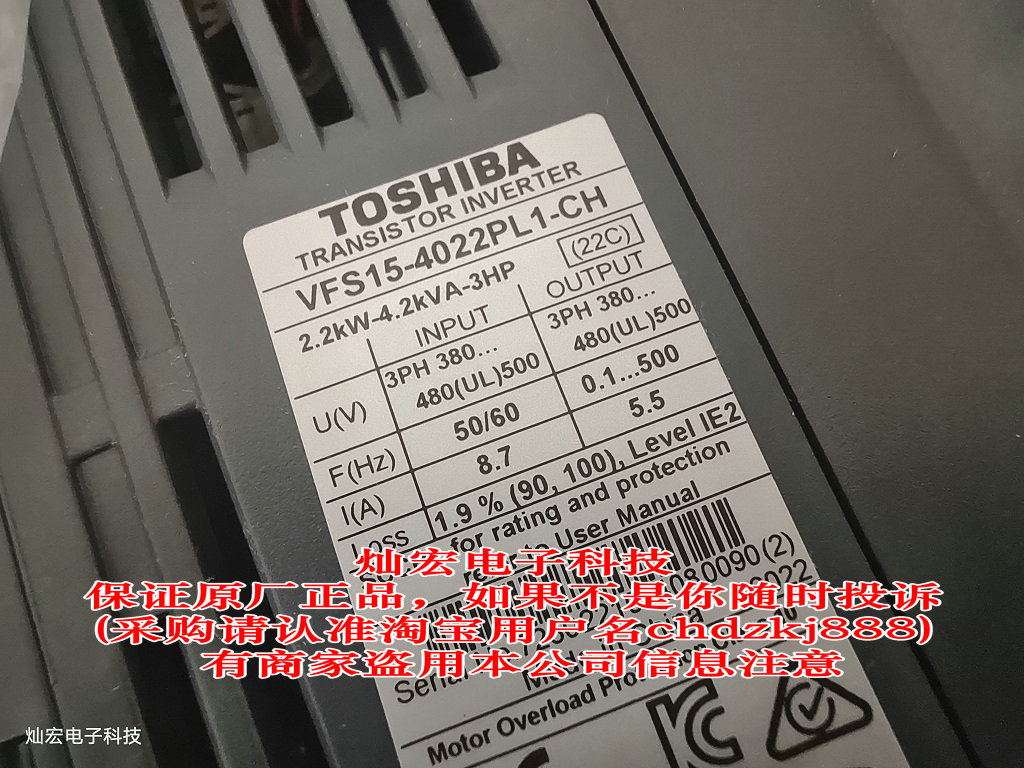 TOSHIBA
TRANSISTOR INVERTER
VFS15-4022PL1-CH
2.2kW-4.2kVA-3HP (22C)
INPUT OUTPUT
U(V) 3PH 380... 480(UL)500 3PH 380... 480(UL)500
F(Hz) 50/60 0.1...500
I(A) 8.7 5.5
1.9 % (90, 100), Level IE2
for rating and protection
User Manual
灿宏电子科技
保证原厂正品，如果不是你随时投诉
(采购请认准淘宝用户名chdzkj888)
有商家盗用本公司信息注意
080090(2)
2022
Serial
Motor Overload
灿宏电子科技